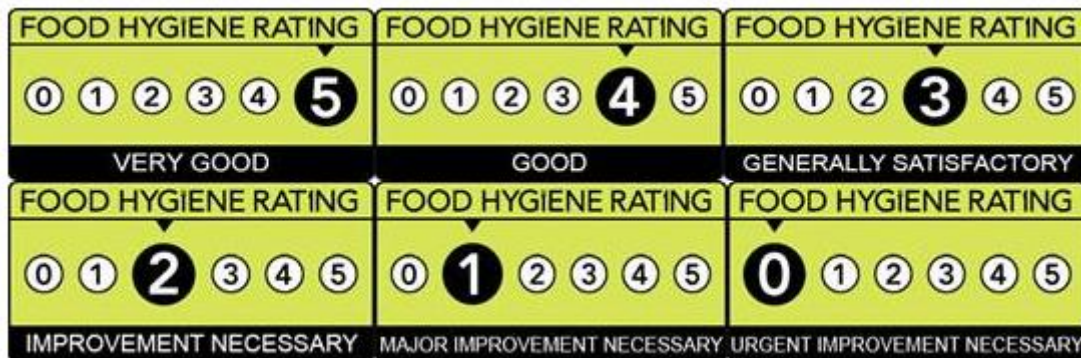 FOOD HYGIENE RATING
0 1 2 3 4 5
VERY GOOD
FOOD HYGIENE RATING
0 1 2 3 4 5
GOOD
FOOD HYGIENE RATING
0 1 2 3 4 5
GENERALLY SATISFACTORY
FOOD HYGIENE RATING
0 1 2 3 4 5
IMPROVEMENT NECESSARY
FOOD HYGIENE RATING
0 1 2 3 4 5
MAJOR IMPROVEMENT NECESSARY
FOOD HYGIENE RATING
0 1 2 3 4 5
URGENT IMPROVEMENT NECESSARY